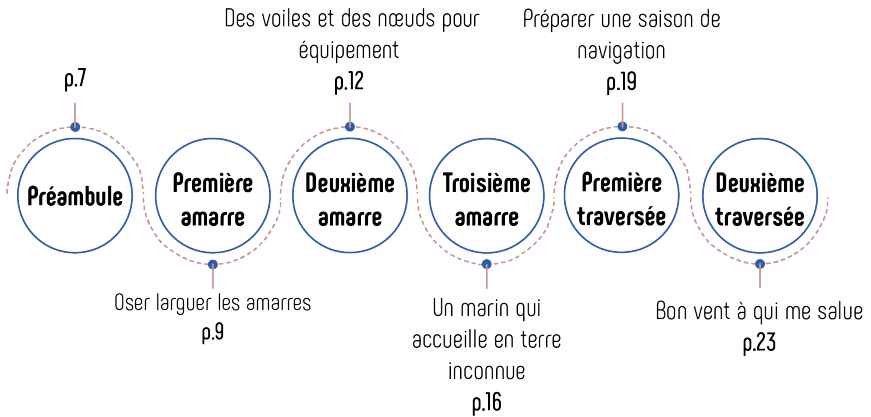 p.7
Préambule
Première
amarre
Oser larguer les amarres
p.9
Des voiles et des nœuds pour
équipement
p.12
Deuxième
amarre
Troisième
amarre
Un marin qui
accueille en terre
inconnue
p.16
Préparer une saison de
navigation
p.19
Première
traversée
Deuxième
traversée
Bon vent à qui me salue
p.23